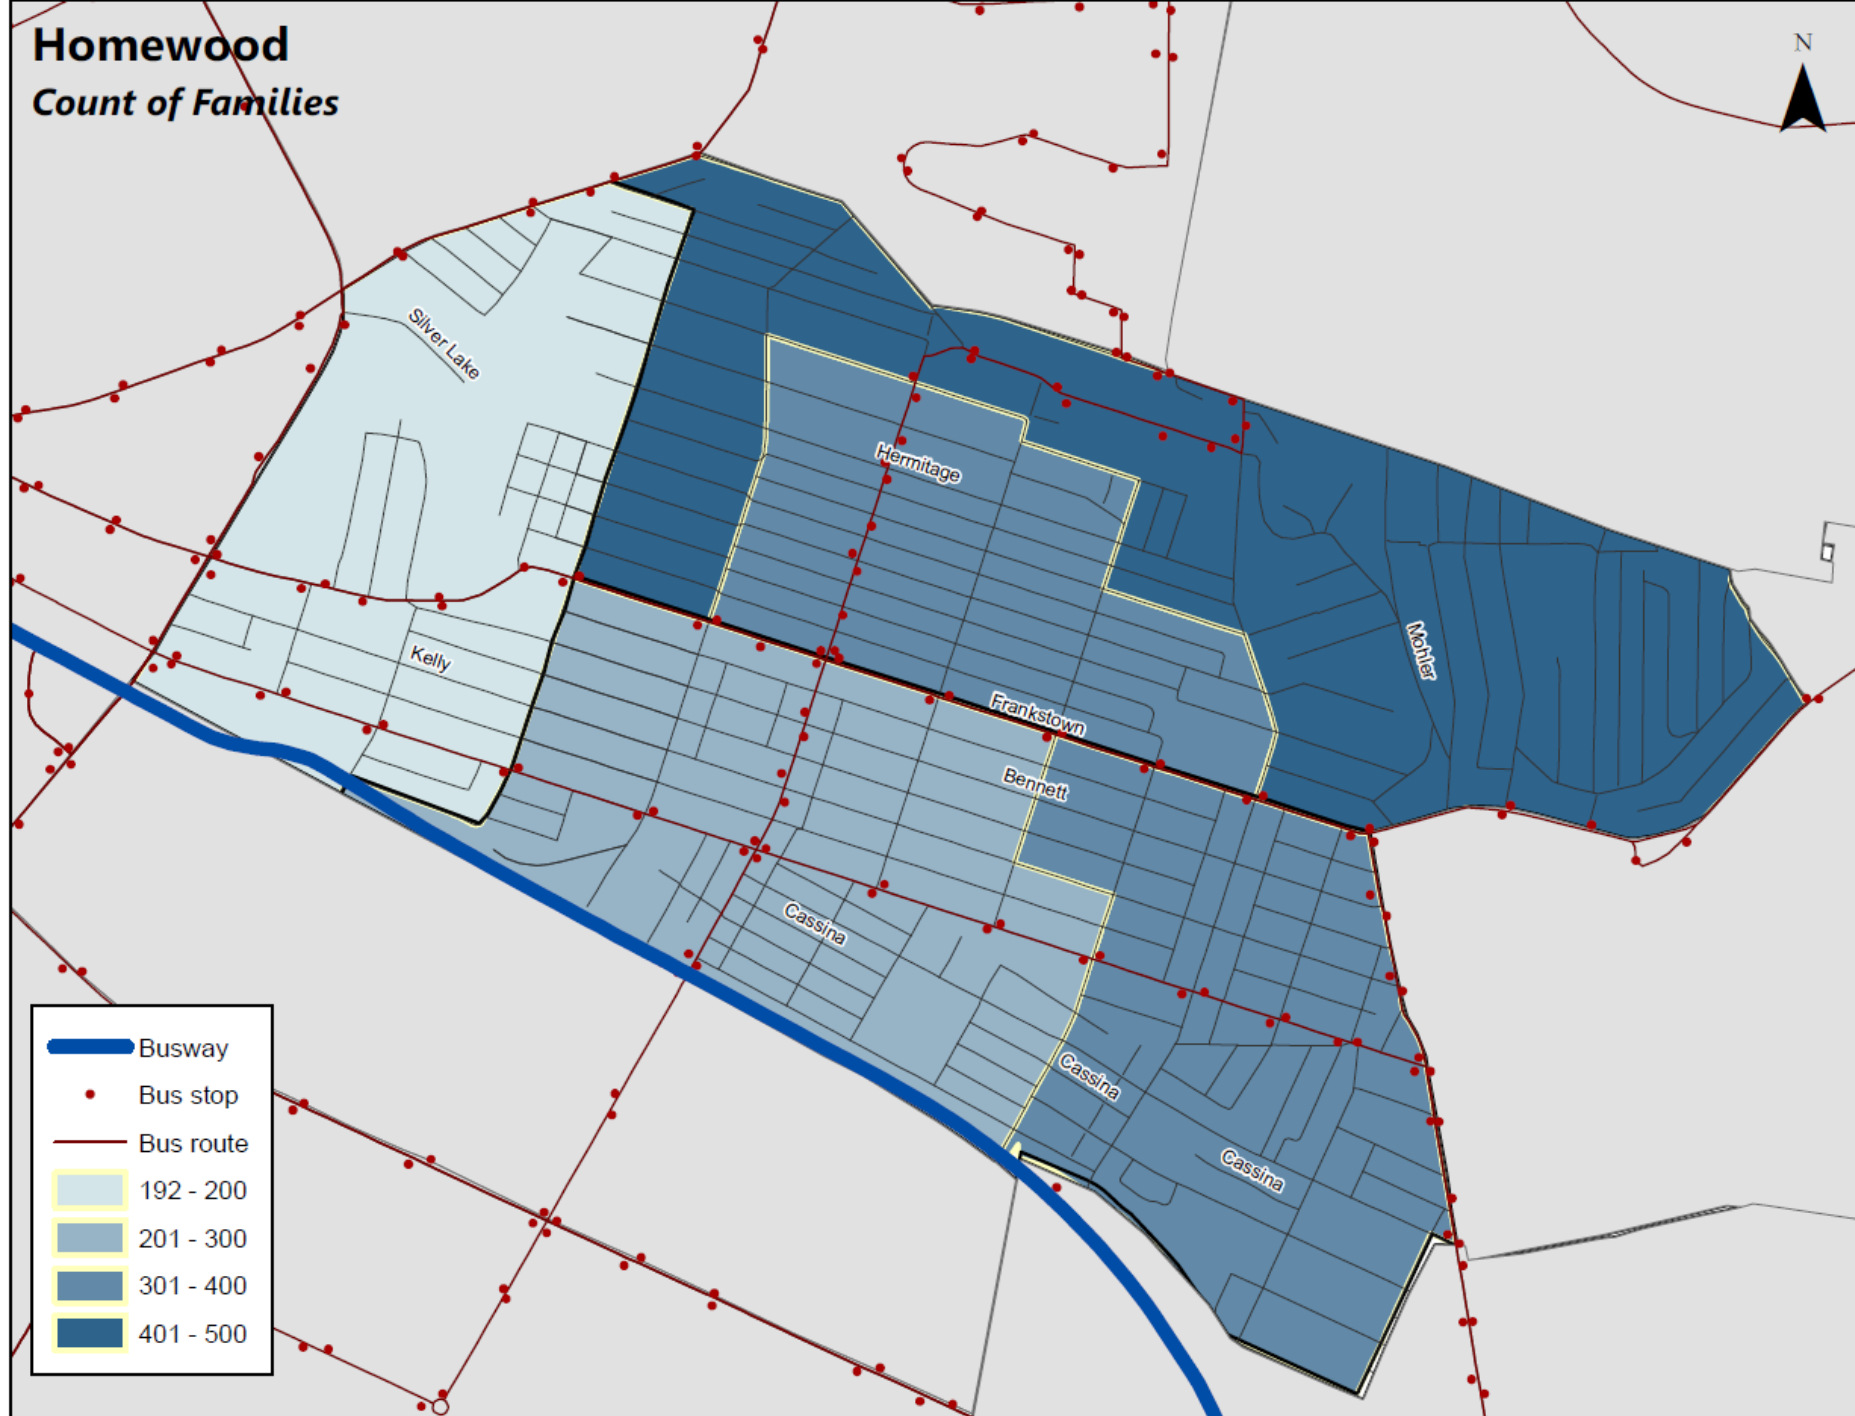 Homewood
Count of Families
N
Silver Lake
Hermitage
Mohler
Kelly
Frankstown
Bennett
Cassina
Cassina
Cassina
Busway
Bus stop
Bus route
192 - 200
201 - 300
301 - 400
401 - 500